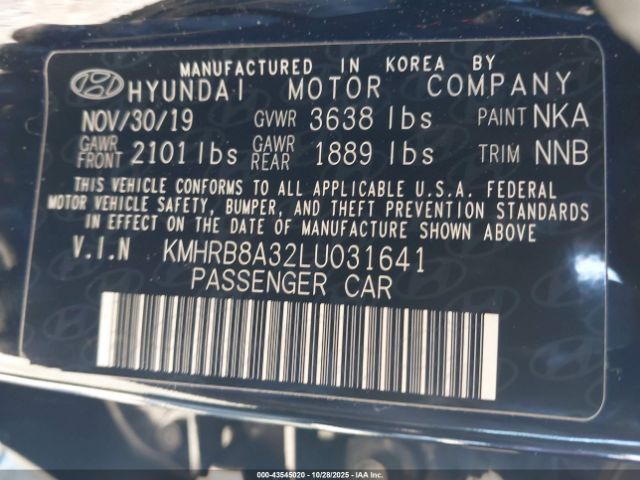 MANUFACTURED IN KOREA BY
HYUNDAI MOTOR COMPANY
NOV/30/19 GVWR 3638 lbs PAINT NKA
GAWR FRONT 2101 lbs GAWR REAR 1889 lbs TRIM NNB
THIS VEHICLE CONFORMS TO ALL APPLICABLE U.S.A. FEDERAL
MOTOR VEHICLE SAFETY, BUMPER, AND THEFT PREVENTION STANDARDS
IN EFFECT ON THE DATE OF MANUFACTURE SHOWN ABOVE
V.I.N KMHRB8A32LU031641
PASSENGER CAR
000-43545020 | 10/28/2025 | IAAI.COM